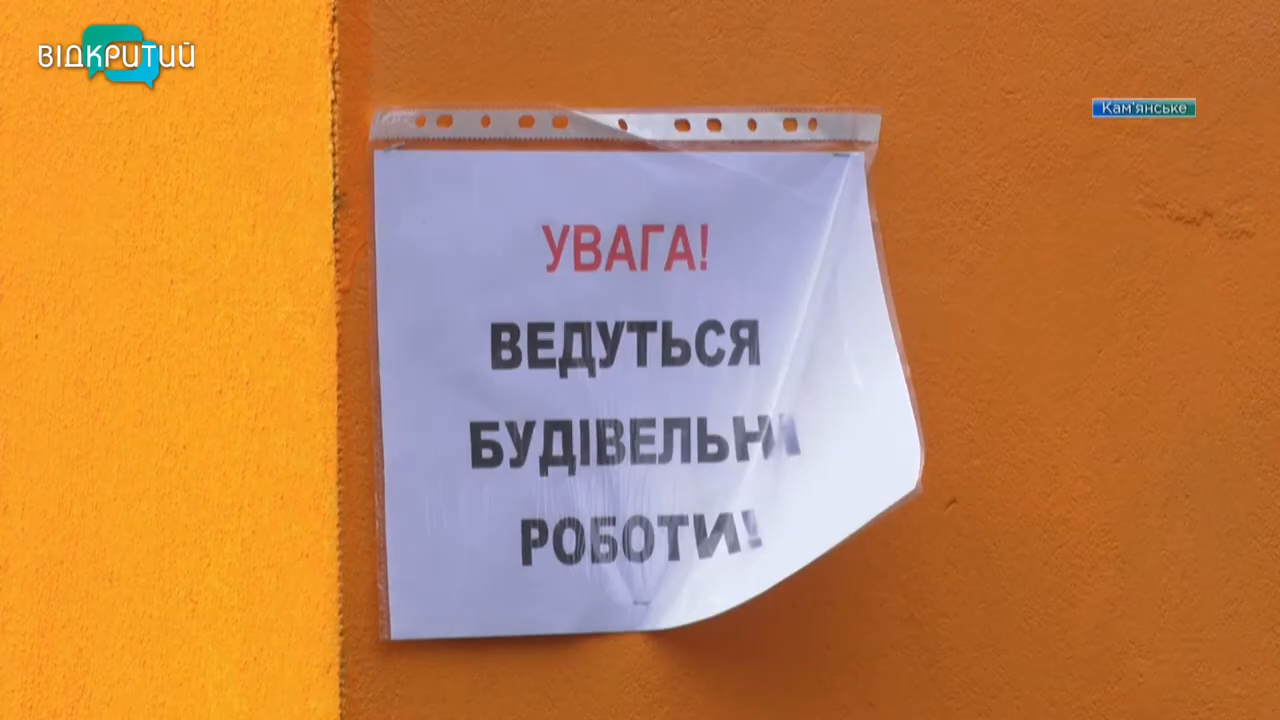 ВІДКРИТИЙ
Кам'янське
УВАГА!
ВЕДУТЬСЯ
БУДІВЕЛЬНІ
РОБОТИ!